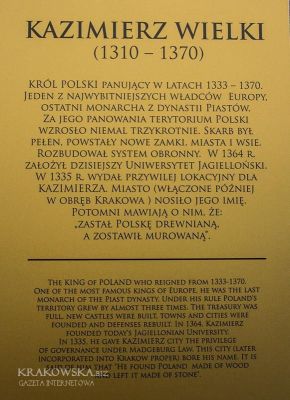 KAZIMIERZ WIELKI
(1310 – 1370)
KRÓL POLSKI PANUJĄCY W LATACH 1333 – 1370.
JEDEN Z NAJWYBITNIEJSZYCH WŁADCÓW EUROPY,
OSTATNI MONARCHA Z DYNASTII PIASTÓW.
ZA JEGO PANOWANIA TERYTORIUM POLSKI
WZROSŁO NIEMAL TRZYKROTNIE. SKARB BYŁ
PEŁEN, POWSTAŁY NOWE ZAMKI, MIASTA I WSIE.
ROZBUDOWAŁ SYSTEM OBRONNY. W 1364 R.
ZAŁOŻYŁ DZISIEJSZY UNIWERSYTET JAGIELLOŃSKI.
W 1335 R. WYDAŁ PRZYWILEJ LOKACYJNY DLA
KAZIMIERZA. MIASTO (WŁĄCZONE PÓŹNIEJ
W OBRĘB KRAKOWA) NOSIŁO JEGO IMIĘ.
POTOMNI MAWIAJĄ O NIM, ŻE:
„ZASTAŁ POLSKĘ DREWNIANĄ,
A ZOSTAWIŁ MUROWANĄ".
THE KING OF POLAND WHO REIGNED FROM 1333-1370.
ONE OF THE MOST FAMOUS KINGS OF EUROPE, HE WAS THE LAST
MONARCH OF THE PIAST DYNASTY. UNDER HIS RULE POLAND'S
TERRITORY GREW BY ALMOST THREE TIMES. THE TREASURY WAS
FULL, NEW CASTLES WERE BUILT, TOWNS AND CITIES WERE
FOUNDED AND DEFENSES REBUILT. IN 1364, KAZIMIERZ
FOUNDED TODAY'S JAGIELLONIAN UNIVERSITY.
IN 1335, HE GAVE KAZIMIERZ CITY THE PRIVILEGE
OF GOVERNANCE UNDER MADGEBURG LAW. THIS CITY (LATER
INCORPORATED INTO KRAKOW PROPER) BORE HIS NAME. IT IS
SAID OF HIM THAT "HE FOUND POLAND MADE OF WOOD
AND LEFT IT MADE OF STONE".
KRAKOWSKA.BIZ
GAZETA INTERNETOWA